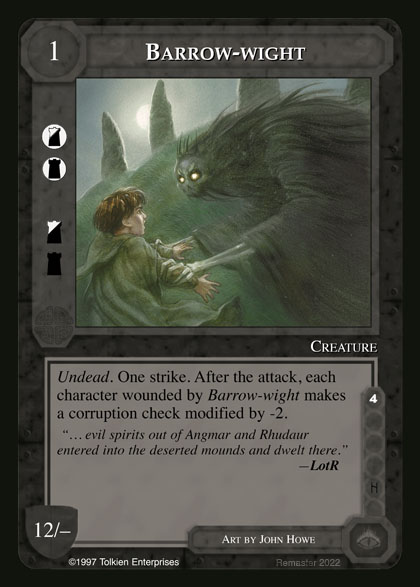 1
BARROW-WIGHT
CREATURE
Undead. One strike. After the attack, each
character wounded by Barrow-wight makes
a corruption check modified by -2.
“… evil spirits out of Angmar and Rhudaur
entered into the deserted mounds and dwelt there.”
—LotR
4
H
12/–
ART BY JOHN HOWE
©1997 Tolkien Enterprises
Remaster 2022